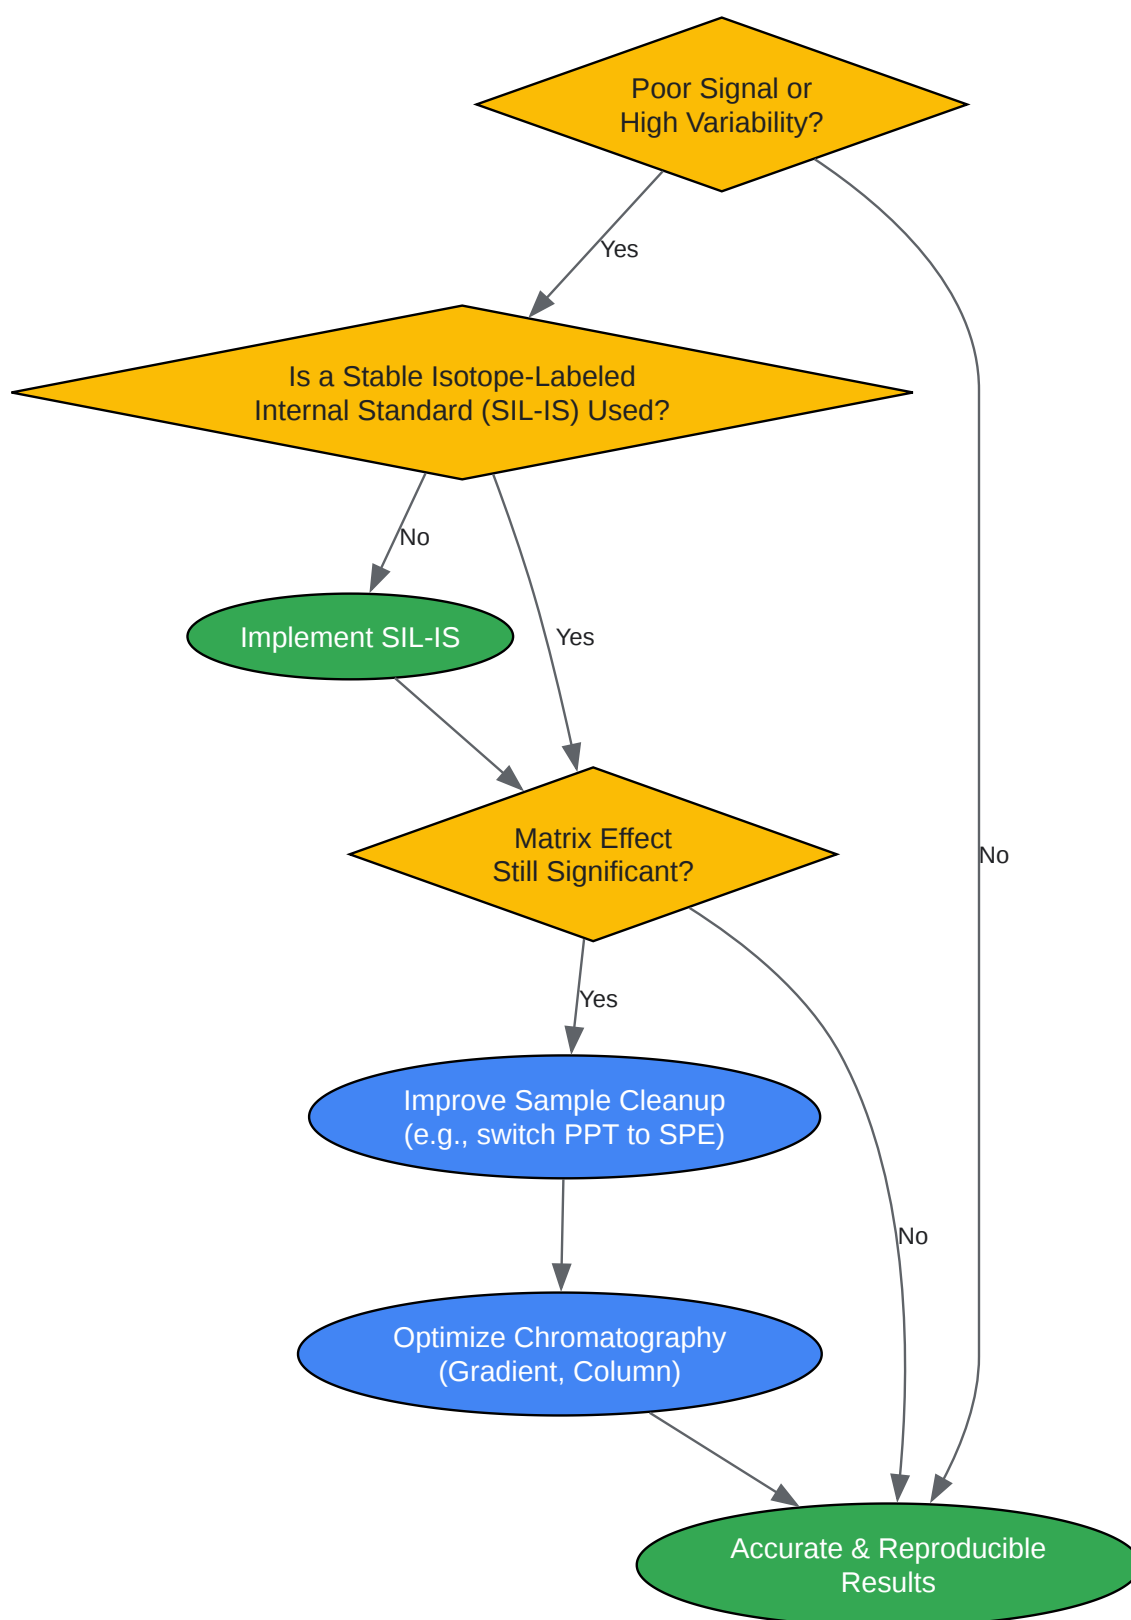 Poor Signal or
High Variability?
Yes
Is a Stable Isotope-Labeled
Internal Standard (SIL-IS) Used?
No
Implement SIL-IS
Yes
Matrix Effect
Still Significant?
No
Yes
Improve Sample Cleanup
(e.g., switch PPT to SPE)
No
Optimize Chromatography
(Gradient, Column)
Accurate & Reproducible
Results